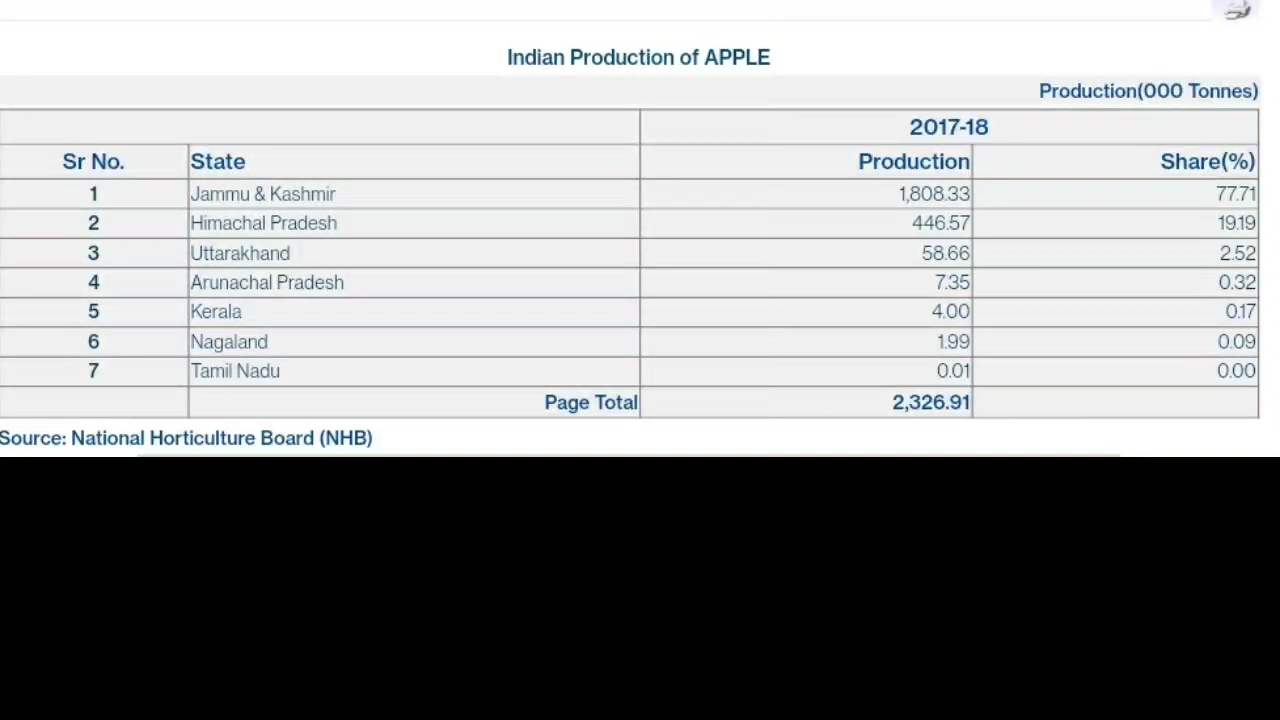 Indian Production of APPLE
Production(000 Tonnes)
2017-18
Sr No. State Production Share(%)
1 Jammu & Kashmir 1,808.33 77.71
2 Himachal Pradesh 446.57 19.19
3 Uttarakhand 58.66 2.52
4 Arunachal Pradesh 7.35 0.32
5 Kerala 4.00 0.17
6 Nagaland 1.99 0.09
7 Tamil Nadu 0.01 0.00
Page Total 2,326.91
Source: National Horticulture Board (NHB)